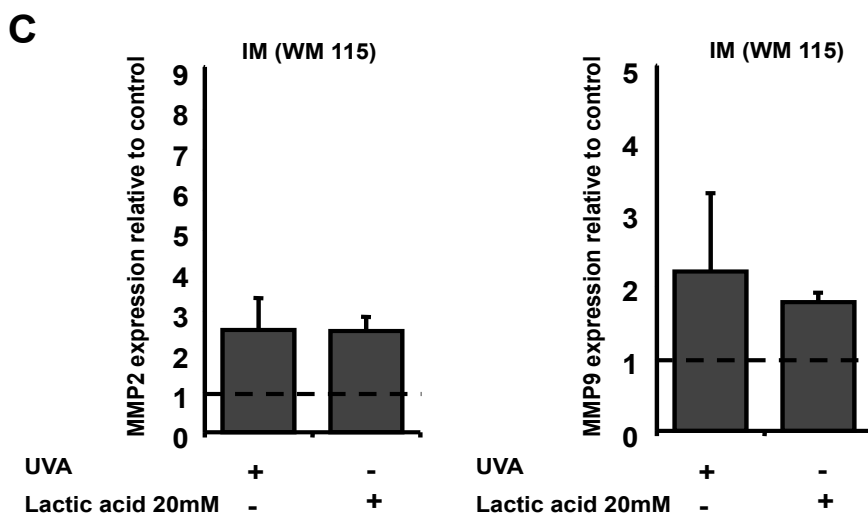 C
IM (WM 115)
MMP2 expression relative to control
9
8
7
6
5
4
3
2
1
0
UVA + -
Lactic acid 20mM - +
IM (WM 115)
MMP9 expression relative to control
5
4
3
2
1
0
UVA + -
Lactic acid 20mM - +